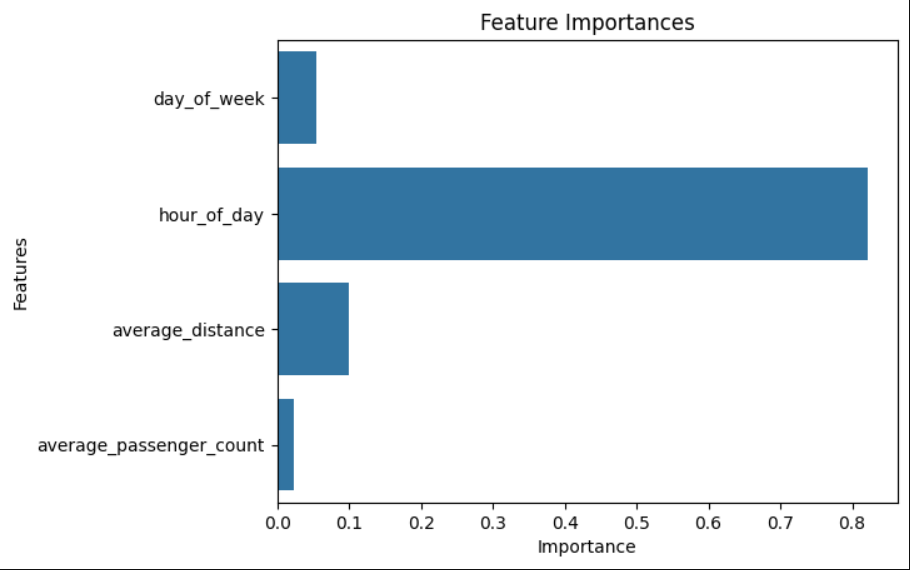 Feature Importances
Features
day_of_week
hour_of_day
average_distance
average_passenger_count
0.0 0.1 0.2 0.3 0.4 0.5 0.6 0.7 0.8
Importance